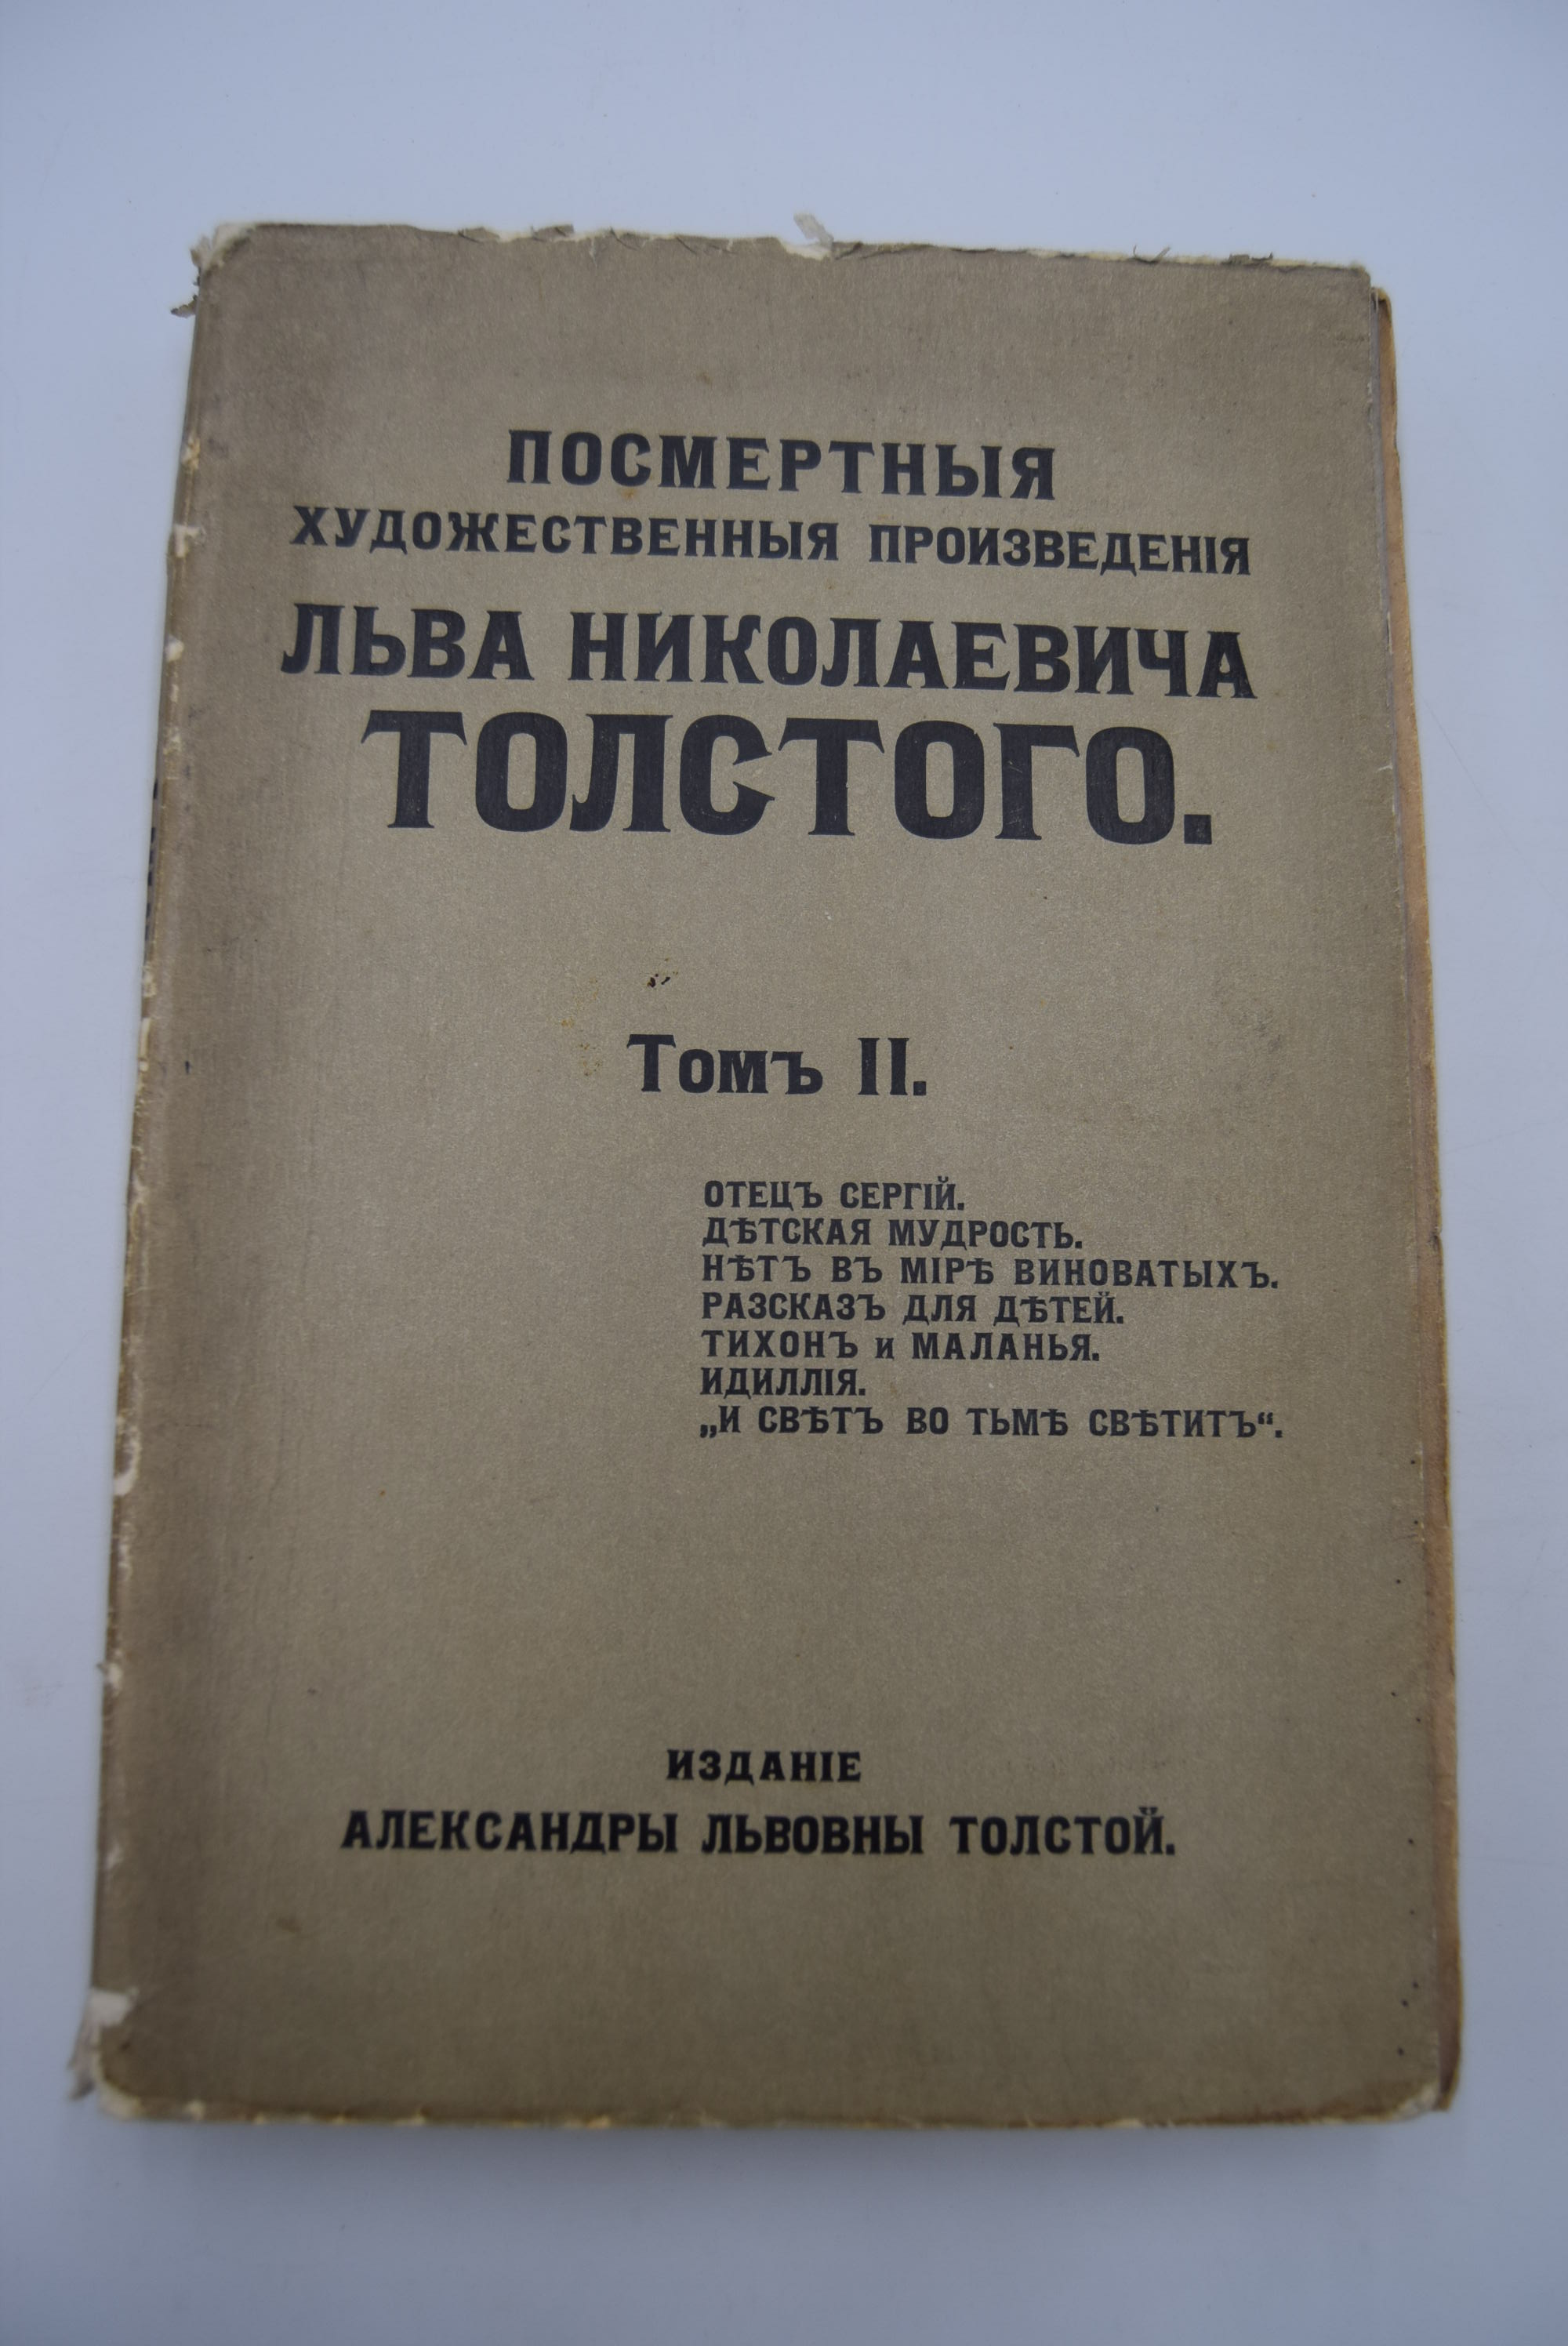 ПОСМЕРТНЫЯ
ХУДОЖЕСТВЕННЫЯ ПРОИЗВЕДЕНІЯ
ЛЬВА НИКОЛАЕВИЧА
ТОЛСТОГО.
Томъ II.
ОТЕЦЪ СЕРГІЙ.
ДѢТСКАЯ МУДРОСТЬ.
НѢТЪ ВЪ МІРѢ ВИНОВАТЫХЪ.
РАЗСКАЗЪ ДЛЯ ДѢТЕЙ.
ТИХОНЪ и МАЛАНЬЯ.
ИДИЛЛІЯ.
„И СВѢТЪ ВО ТЬМѢ СВѢТИТЪ“.
ИЗДАНІЕ
АЛЕКСАНДРЫ ЛЬВОВНЫ ТОЛСТОЙ.